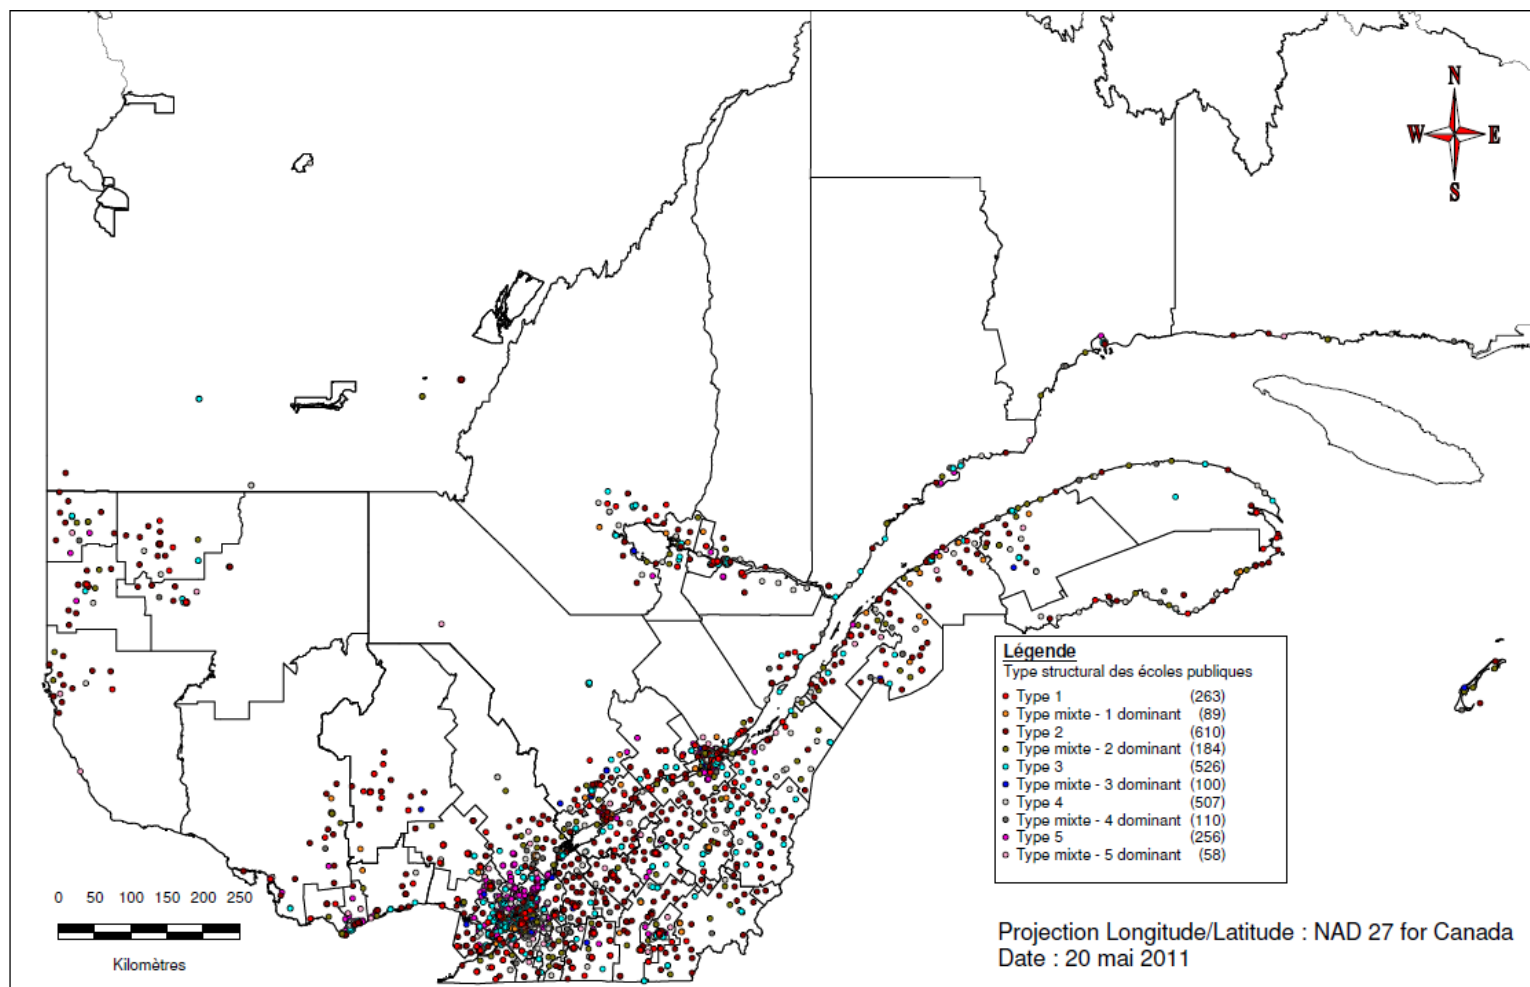 N
W E
S
Légende
Type structural des écoles publiques
Type 1 (263)
Type mixte - 1 dominant (89)
Type 2 (610)
Type mixte - 2 dominant (184)
Type 3 (526)
Type mixte - 3 dominant (100)
Type 4 (507)
Type mixte - 4 dominant (110)
Type 5 (256)
Type mixte - 5 dominant (58)
0 50 100 150 200 250
Kilomètres
Projection Longitude/Latitude : NAD 27 for Canada
Date : 20 mai 2011